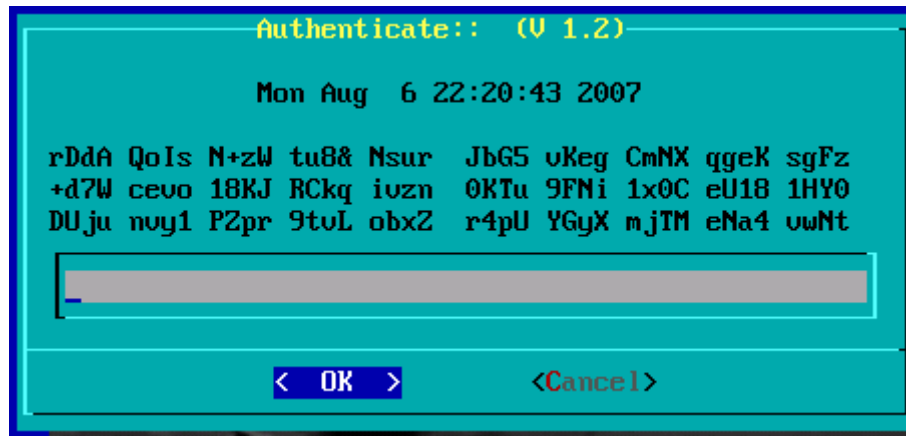 Authenticate:: (V 1.2)
Mon Aug  6 22:20:43 2007
rDdA QoIs N+zW tu8& Nsur  JbG5 vKeg CmNX qgeK sgFz
+d7W cevo 18KJ RCkq ivzn  0KTu 9FNi 1x0C eU18 1HY0
DUju nvy1 PZpr 9tvL obxZ  r4pU YGyX mjTM eNa4 vwNt
< OK > <Cancel>